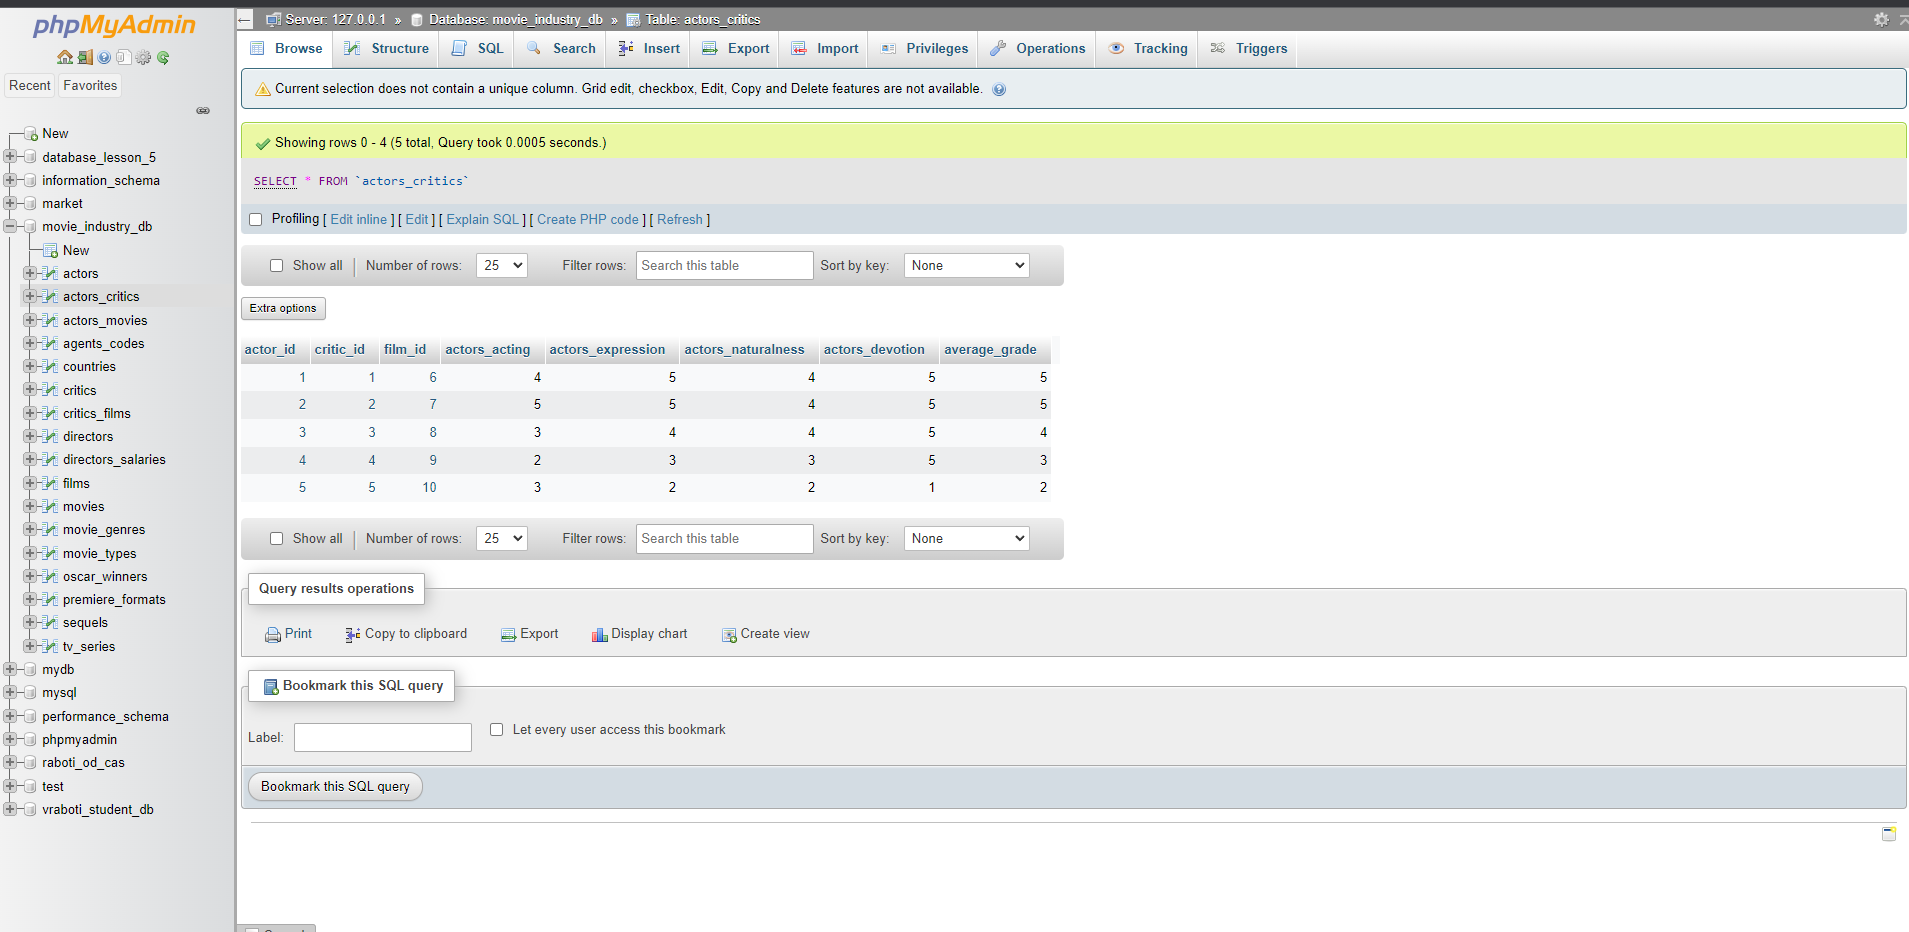 phpMyAdmin
Recent Favorites
New
database_lesson_5
information_schema
market
movie_industry_db
New
actors
actors_critics
actors_movies
agents_codes
countries
critics
critics_films
directors
directors_salaries
films
movies
movie_genres
movie_types
oscar_winners
premiere_formats
sequels
tv_series
mydb
mysql
performance_schema
phpmyadmin
raboti_od_cas
test
vraboti_student_db
Server: 127.0.0.1 » Database: movie_industry_db » Table: actors_critics
Browse Structure SQL Search Insert Export Import Privileges Operations Tracking Triggers
Current selection does not contain a unique column. Grid edit, checkbox, Edit, Copy and Delete features are not available.
Showing rows 0 - 4 (5 total, Query took 0.0005 seconds.)
SELECT * FROM `actors_critics`
Profiling [ Edit inline ] [ Edit ] [ Explain SQL ] [ Create PHP code ] [ Refresh ]
Show all Number of rows: 25 Filter rows: Search this table Sort by key: None
Extra options
actor_id critic_id film_id actors_acting actors_expression actors_naturalness actors_devotion average_grade
1 1 6 4 5 4 5 5
2 2 7 5 5 4 5 5
3 3 8 3 4 4 5 4
4 4 9 2 3 3 5 3
5 5 10 3 2 2 1 2
Show all Number of rows: 25 Filter rows: Search this table Sort by key: None
Query results operations
Print Copy to clipboard Export Display chart Create view
Bookmark this SQL query
Label: Let every user access this bookmark
Bookmark this SQL query